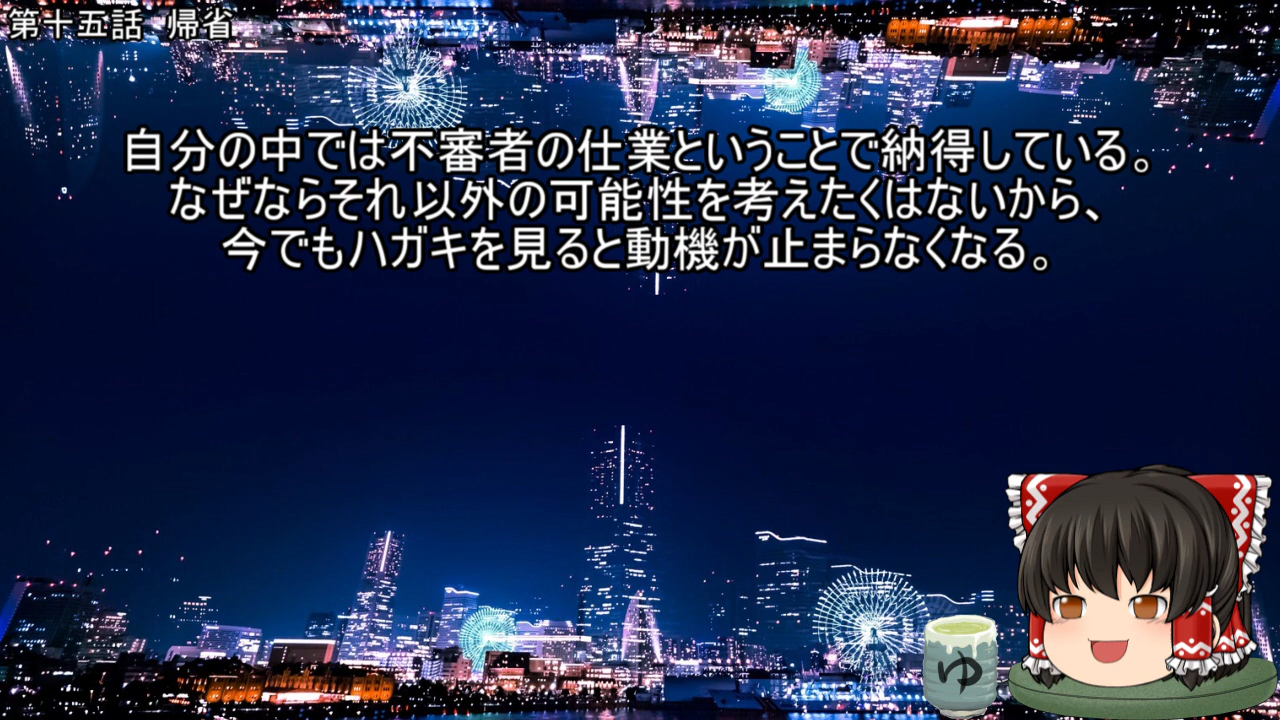 第十五話 帰省
自分の中では不審者の仕業ということで納得している。
なぜならそれ以外の可能性を考えたくはないから、
今でもハガキを見ると動機が止まらなくなる。
ゆ